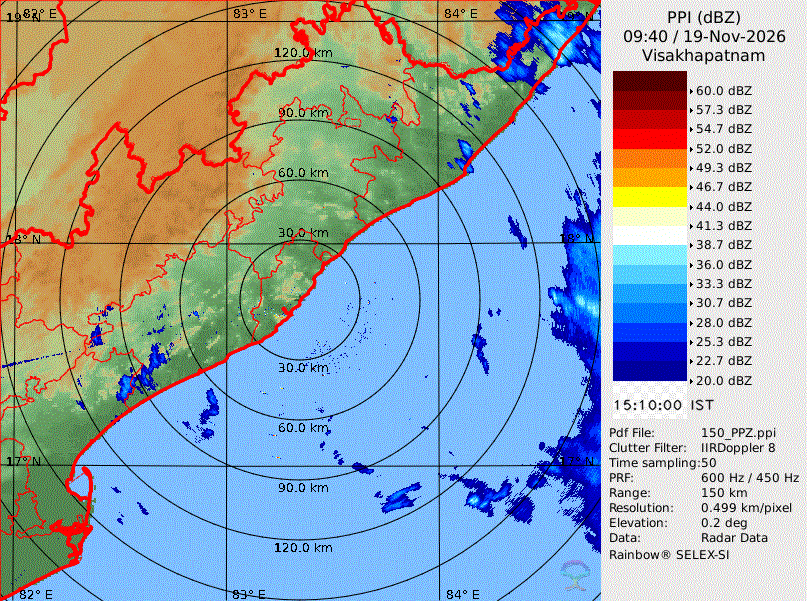 82° E
83° E
84° E
19° N
120.0 km
90.0 km
60.0 km
30.0 km
18° N
18° N
30.0 km
60.0 km
17° N
17° N
90.0 km
120.0 km
82° E
83° E
84° E
PPI (dBZ)
09:40 / 19-Nov-2026
Visakhapatnam
60.0 dBZ
57.3 dBZ
54.7 dBZ
52.0 dBZ
49.3 dBZ
46.7 dBZ
44.0 dBZ
41.3 dBZ
38.7 dBZ
36.0 dBZ
33.3 dBZ
30.7 dBZ
28.0 dBZ
25.3 dBZ
22.7 dBZ
20.0 dBZ
15:10:00 IST
Pdf File: 150_PPZ.ppi
Clutter Filter: IIRDoppler 8
Time sampling:50
PRF: 600 Hz / 450 Hz
Range: 150 km
Resolution: 0.499 km/pixel
Elevation: 0.2 deg
Data: Radar Data
Rainbow® SELEX-SI